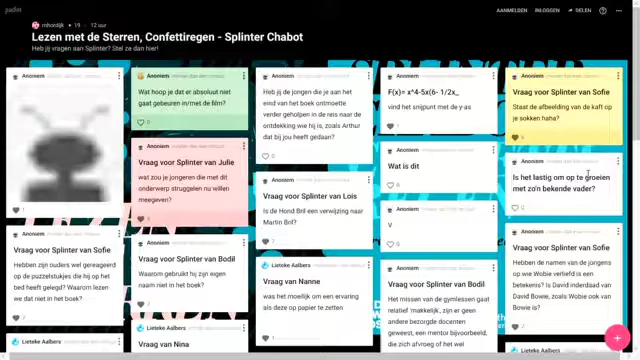 padlet
AANMELDEN
INLOGGEN
DELEN
mhordijk
19
12 uur
Lezen met de Sterren, Confettiregen - Splinter Chabot
Heb jij vragen aan Splinter? Stel ze dan hier!
Anoniem
1
Vraag voor Splinter van Sofie
Hebben zijn ouders wel gereageerd
op de puzzelstukjes die hij op het
bed heeft gelegd? Waarom lezen
we dat niet in het boek?
Lieteke Aalbers
Anoniem
Wat hoop je dat er absoluut niet
gaat gebeuren in/met de film?
0
Anoniem
Vraag voor Splinter van Julie
wat zou je jongeren die met dit
onderwerp struggelen nu willen
meegeven?
Anoniem
Vraag voor Splinter van Bodil
Waarom gebruikt hij zijn eigen
naam niet in het boek?
Lieteke Aalbers
Vraag van Nina
Anoniem
Heb jij de jongen die je aan het
eind van het boek ontmoette
verder geholpen in de reis naar
de ontdekking wie hij is, zoals Arthur
dat bij jou heeft gedaan?
0
Anoniem
Vraag voor Splinter van Lois
Is de Hond Bril een verwijzing naar
Martin Bril?
Lieteke Aalbers
Vraag van Nanne
was het moeilijk om een ervaring
als deze op papier te zetten
1
Anoniem
F(x)= x^4-5x(6- 1/2x_
vind het snijpunt met de y-as
Anoniem
Wat is dit
Anoniem
V
0
Anoniem
Vraag voor Splinter van Bodil
Het missen van de gymlessen gaat
relatief 'makkelijk', zijn er geen
andere bezorgde docenten
geweest, een mentor bijvoorbeeld,
die zich afvroeg of het wel
Anoniem
Vraag voor Splinter van Sofie
Staat de afbeelding van de kaft op
je sokken haha?
Anoniem
Is het lastig om op te groeien
met zo'n bekende vader?
0
Anoniem
Vraag voor Splinter van Sofie
Hebben de namen van de jongens
op wie Wobie verliefd is een
betekenis? Is David inderdaad van
David Bowie, zoals Wobie ook van
Bowie is?
Anoniem